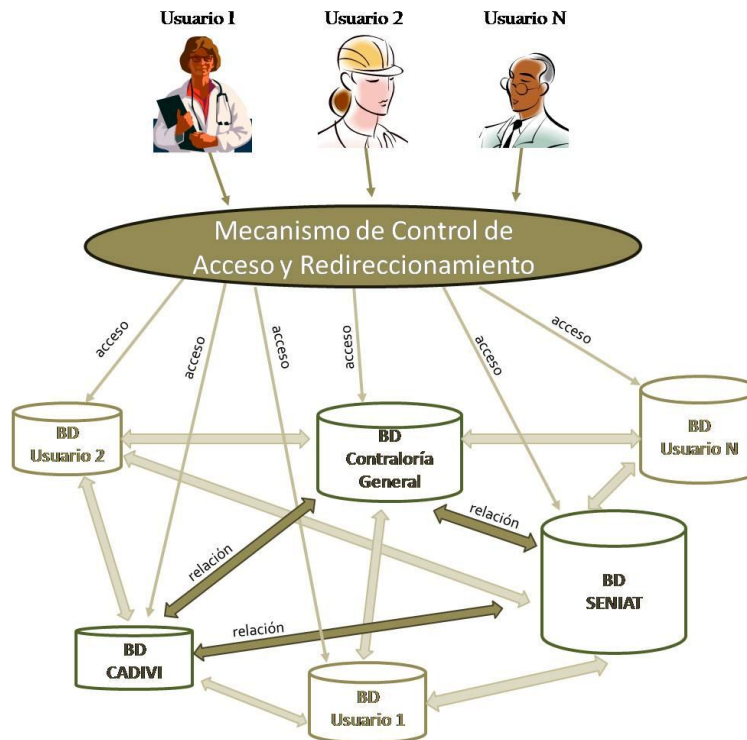 Usuario 1
Usuario 2
Usuario N
Mecanismo de Control de
Acceso y Redireccionamiento
acceso
acceso
acceso
acceso
acceso
acceso
BD
Usuario 2
BD
Contraloría
General
BD
Usuario N
relación
relación
relación
BD
SENIAT
BD
CADIVI
BD
Usuario 1